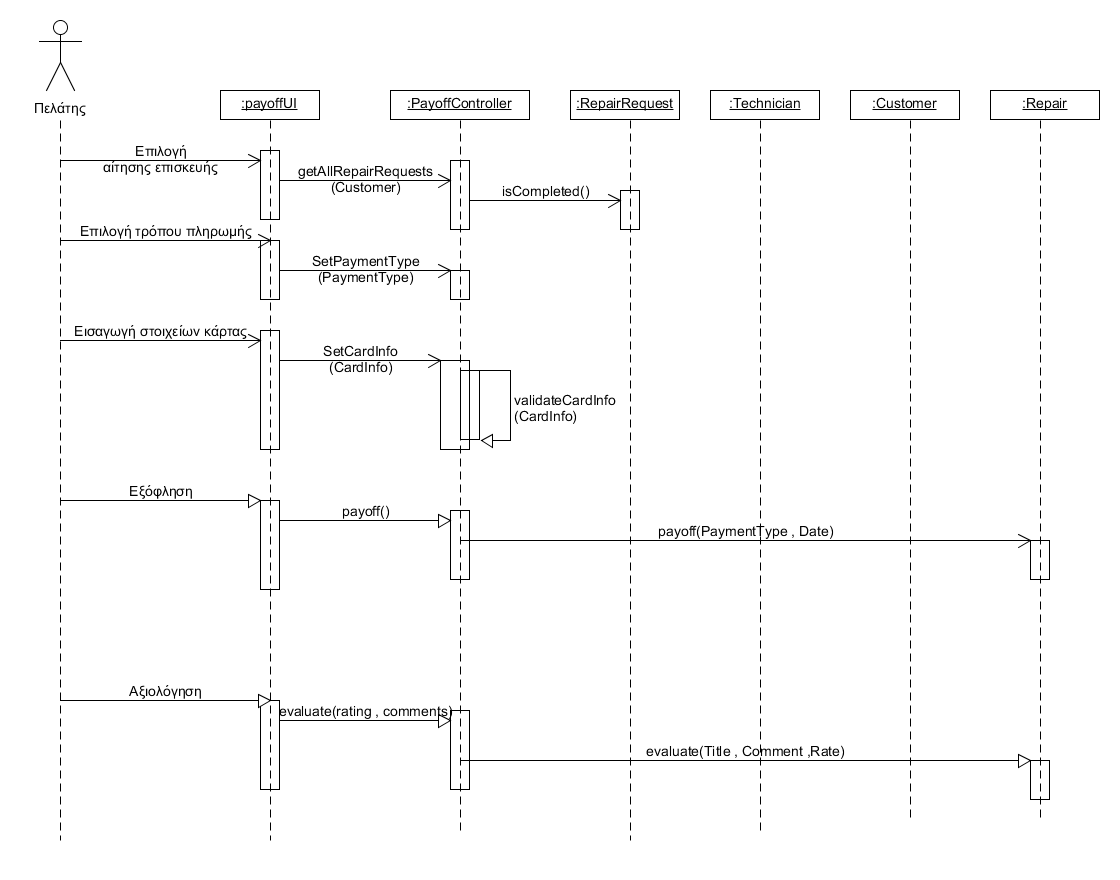 Πελάτης
:payoffUI
:PayoffController
:RepairRequest
:Technician
:Customer
:Repair
Επιλογή
αίτησης επισκευής
getAllRepairRequests
(Customer)
isCompleted()
Επιλογή τρόπου πληρωμής
SetPaymentType
(PaymentType)
Εισαγωγή στοιχείων κάρτας
SetCardInfo
(CardInfo)
validateCardInfo
(CardInfo)
Εξόφληση
payoff()
payoff(PaymentType , Date)
Αξιολόγηση
evaluate(rating , comments)
evaluate(Title , Comment ,Rate)